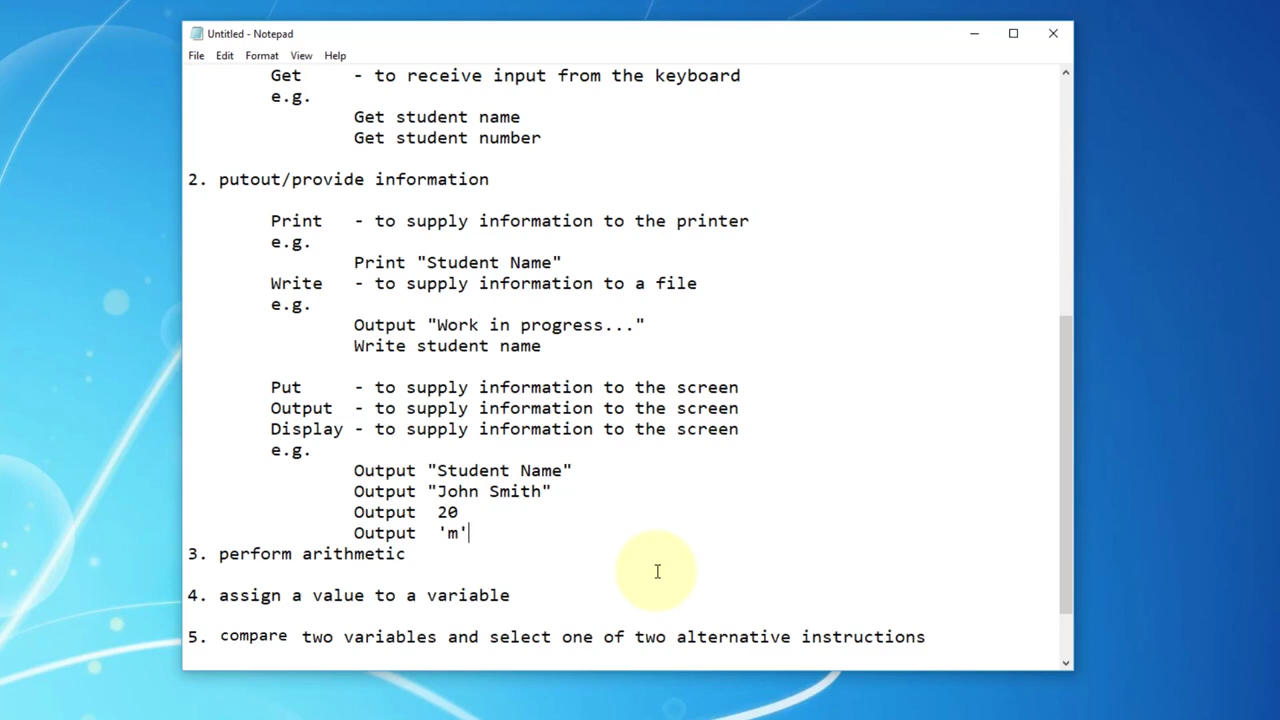 Untitled - Notepad
File Edit Format View Help
Get - to receive input from the keyboard
e.g.
Get student name
Get student number
2. putout/provide information
Print - to supply information to the printer
e.g.
Print "Student Name"
Write - to supply information to a file
e.g.
Output "Work in progress..."
Write student name
Put - to supply information to the screen
Output - to supply information to the screen
Display - to supply information to the screen
e.g.
Output "Student Name"
Output "John Smith"
Output 20
Output 'm'
3. perform arithmetic
4. assign a value to a variable
5. compare two variables and select one of two alternative instructions